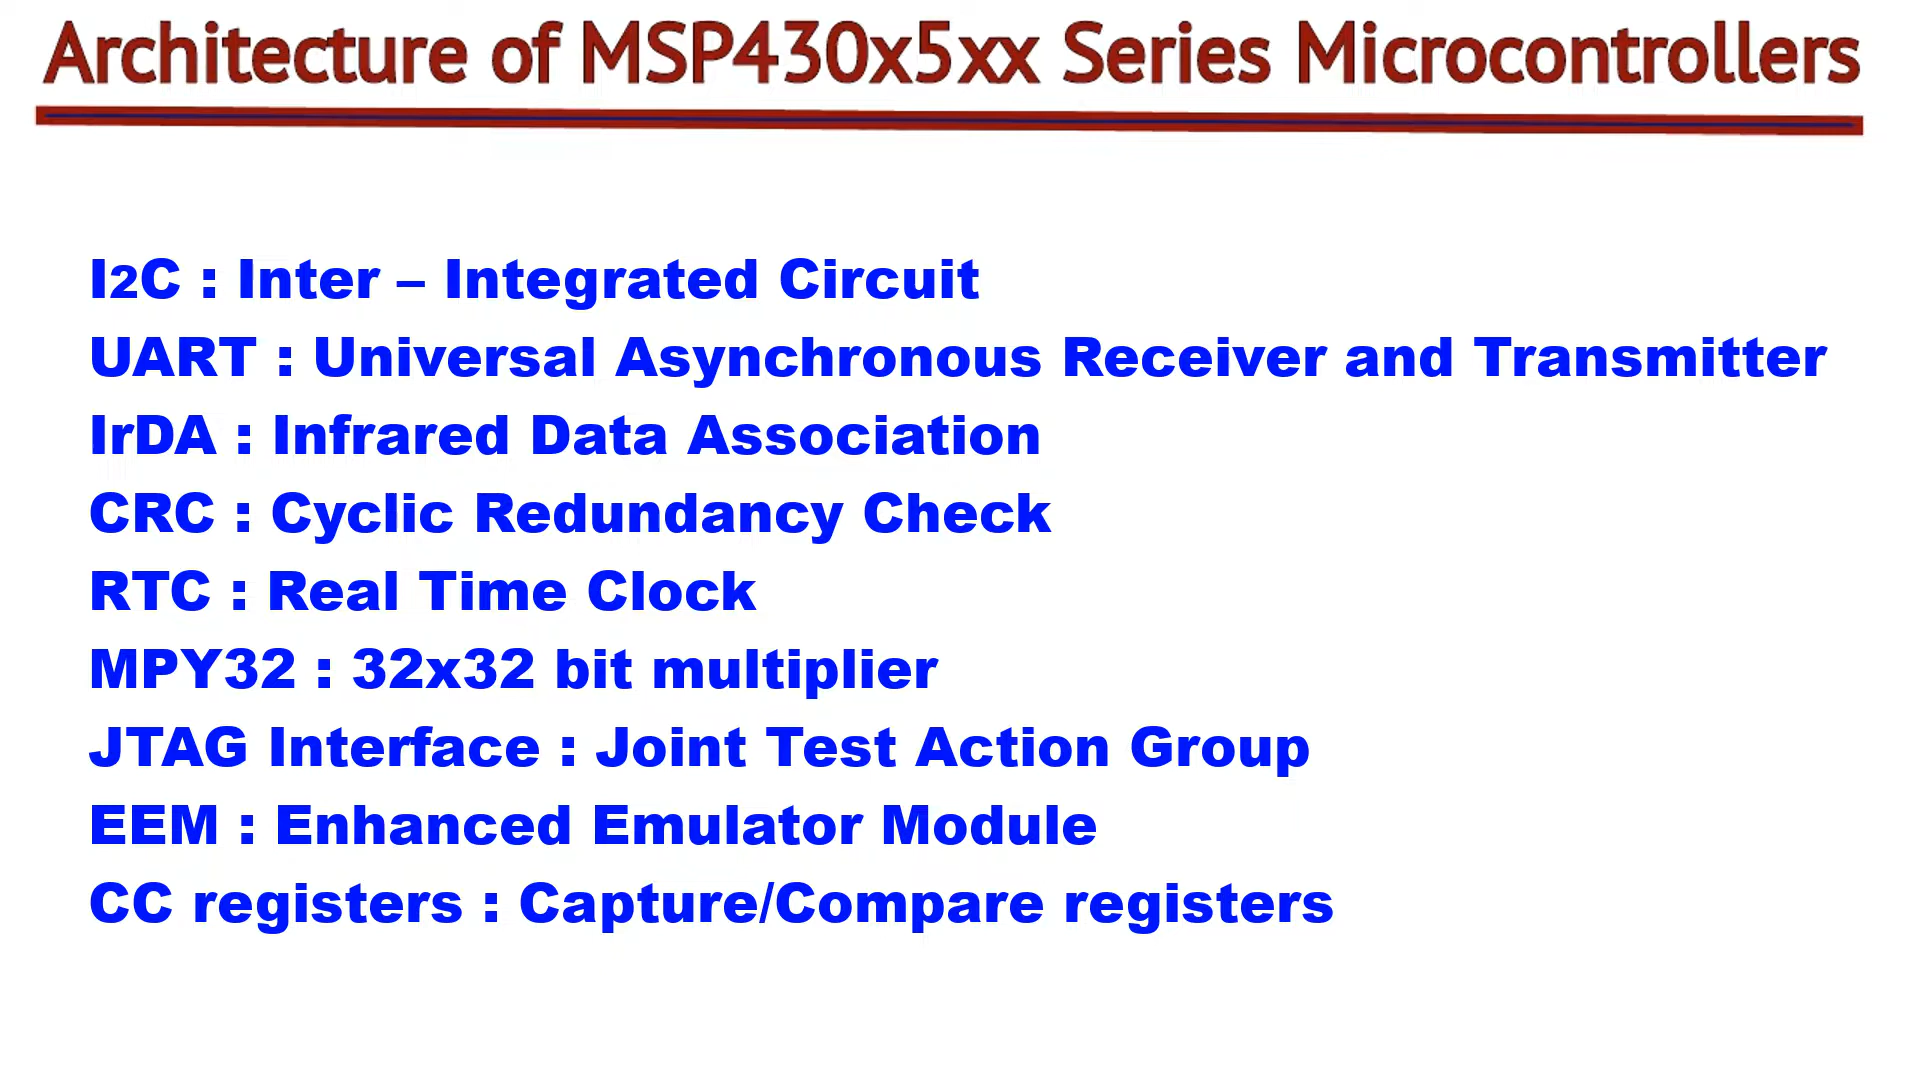 Architecture of MSP430x5xx Series Microcontrollers
I2C : Inter – Integrated Circuit
UART : Universal Asynchronous Receiver and Transmitter
IrDA : Infrared Data Association
CRC : Cyclic Redundancy Check
RTC : Real Time Clock
MPY32 : 32x32 bit multiplier
JTAG Interface : Joint Test Action Group
EEM : Enhanced Emulator Module
CC registers : Capture/Compare registers